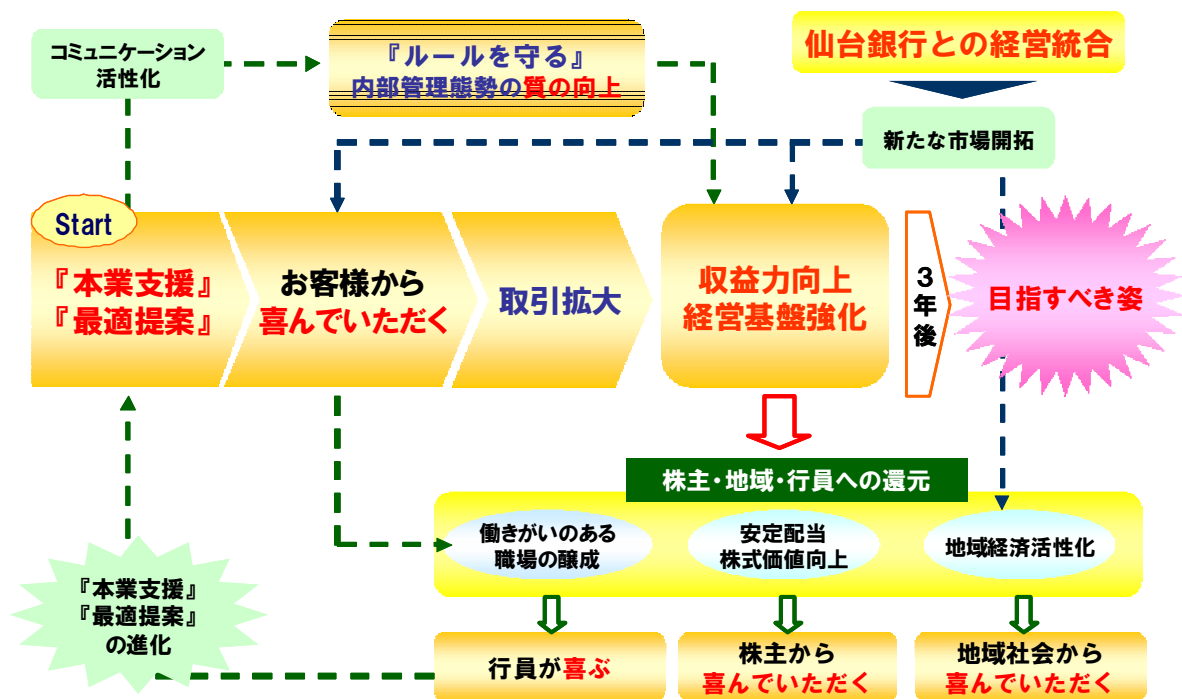 コミュニケーション
活性化
『ルールを守る』
内部管理態勢の質の向上
仙台銀行との経営統合
新たな市場開拓
Start
『本業支援』
『最適提案』
お客様から
喜んでいただく
取引拡大
収益力向上
経営基盤強化
3年後
目指すべき姿
株主・地域・行員への還元
働きがいのある
職場の醸成
安定配当
株式価値向上
地域経済活性化
『本業支援』
『最適提案』
の進化
行員が喜ぶ
株主から
喜んでいただく
地域社会から
喜んでいただく